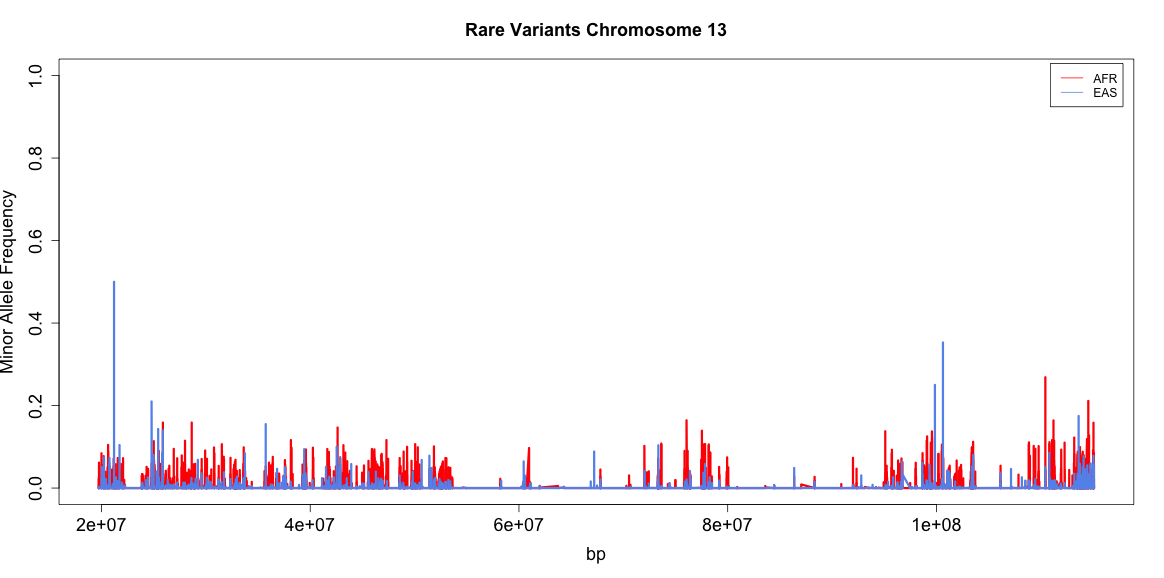 Rare Variants Chromosome 13
Minor Allele Frequency
1.0
0.8
0.6
0.4
0.2
0.0
AFR
EAS
2e+07 4e+07 6e+07 8e+07 1e+08
bp